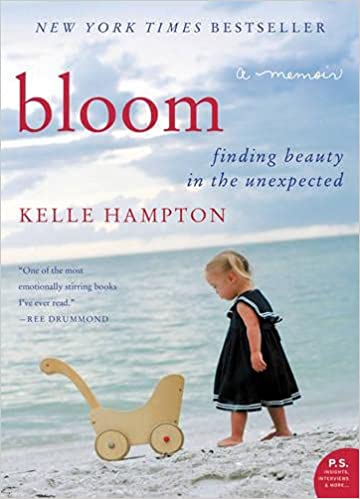 NEW YORK TIMES BESTSELLER
a memoir
bloom
finding beauty
in the unexpected
KELLE HAMPTON
"One of the most
emotionally stirring books
I've ever read."
—REE DRUMMOND
P.S.
INSIGHTS,
INTERVIEWS
& MORE...